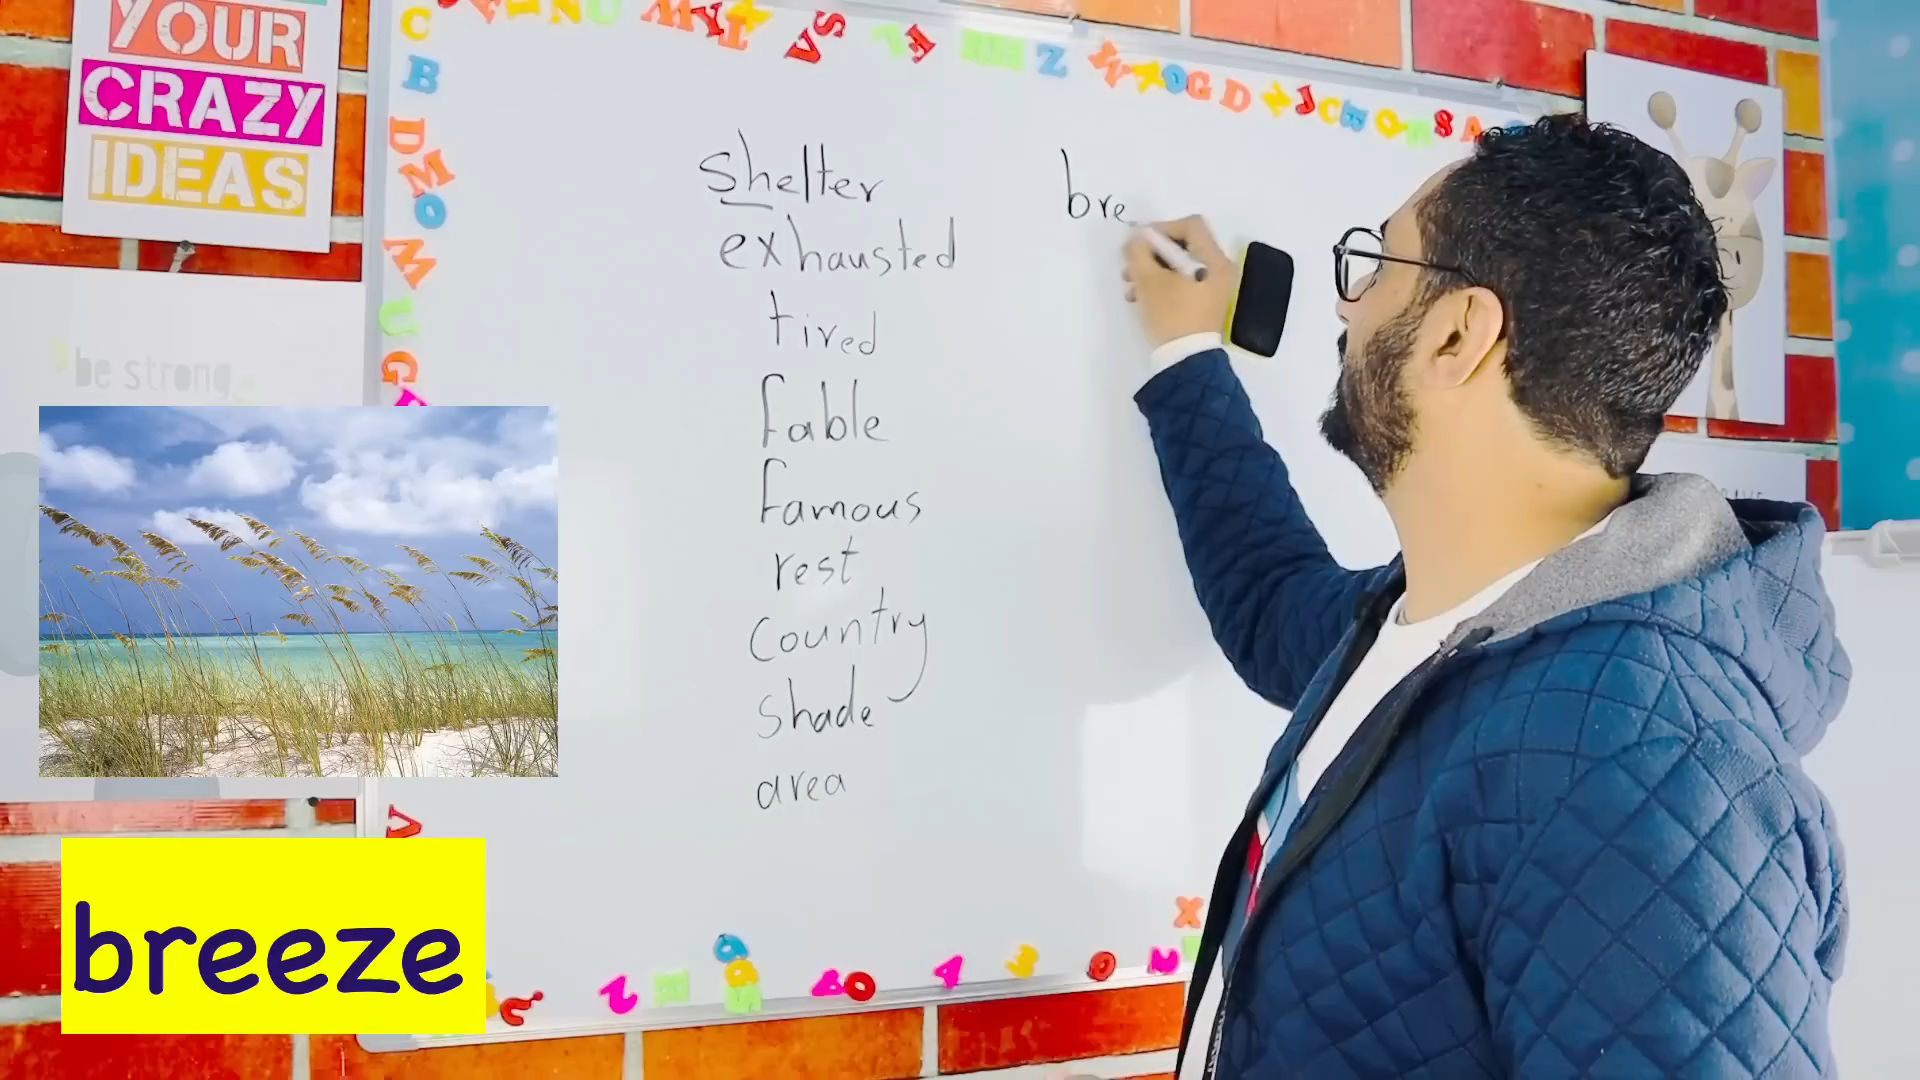 YOUR
CRAZY
IDEAS
be strong
shelter
exhausted
tired
fable
famous
rest
country
shade
area
bre
breeze